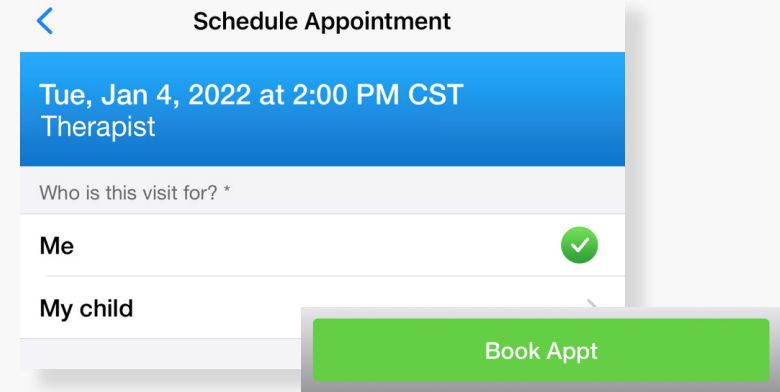 Schedule Appointment
Tue, Jan 4, 2022 at 2:00 PM CST
Therapist
Who is this visit for? *
Me
My child
Book Appt